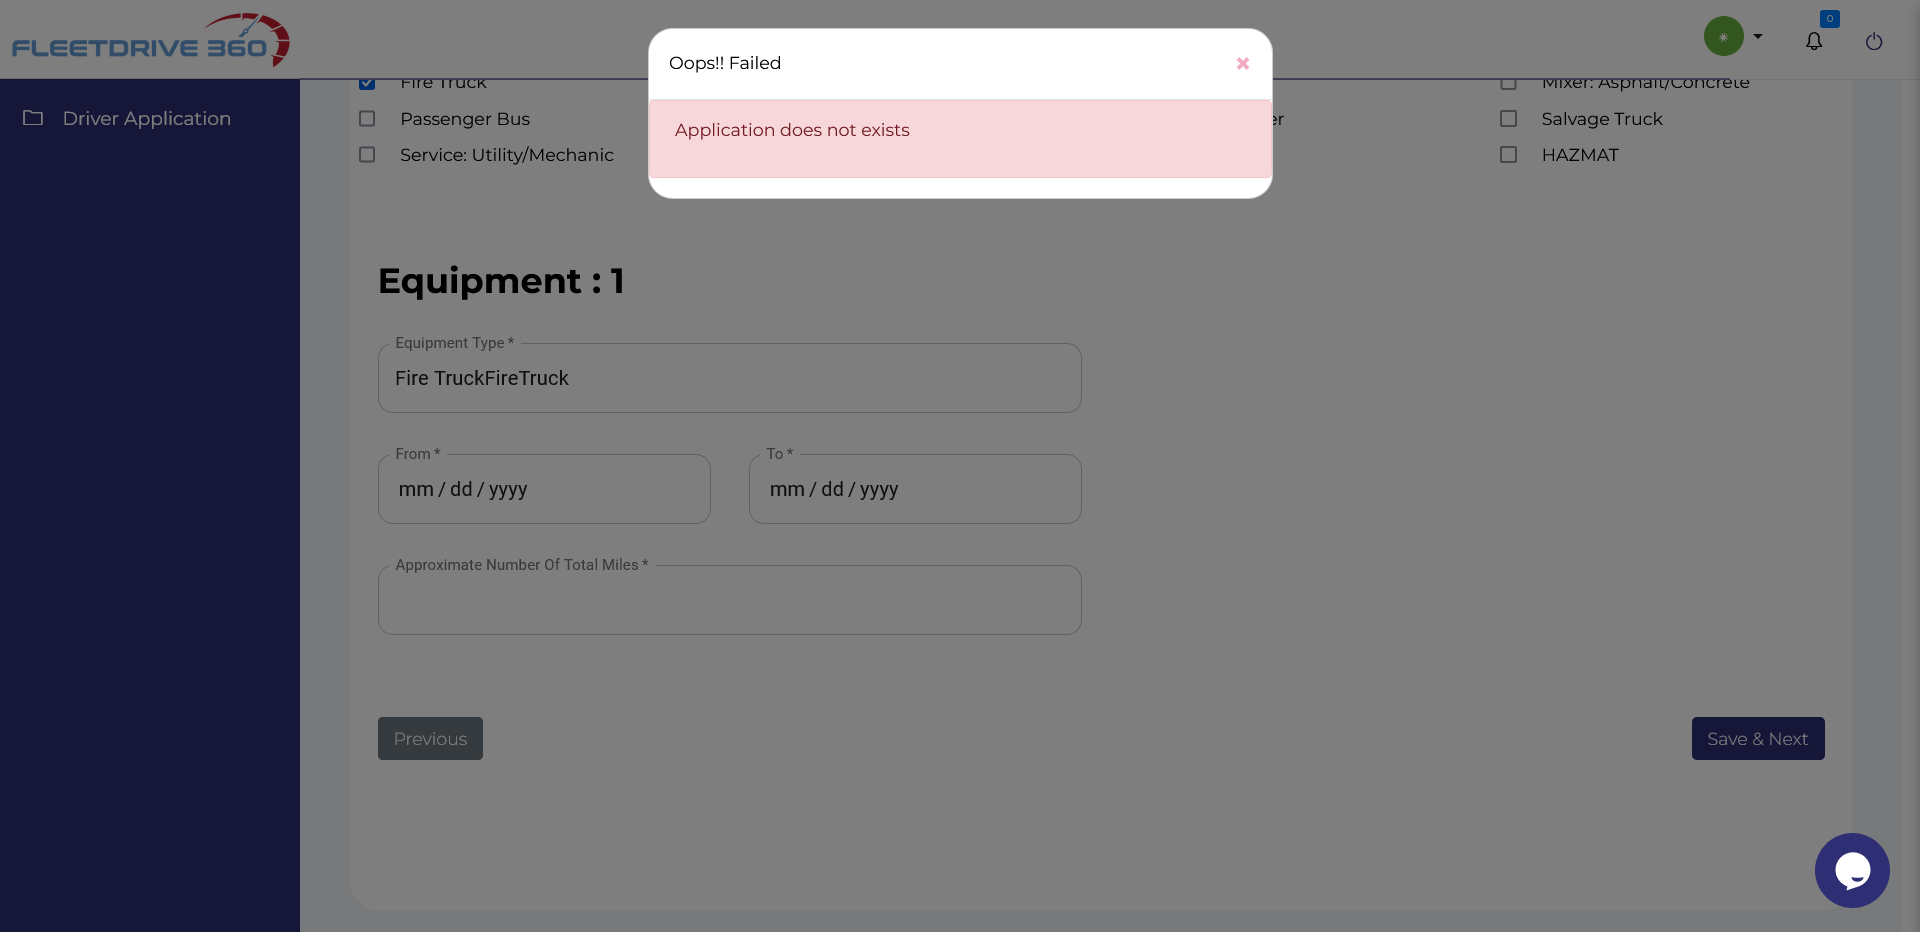 FLEETDRIVE 360
0
Oops!! Failed
Application does not exists
Driver Application
Fire Truck
Mixer: Asphalt/Concrete
Passenger Bus
er
Salvage Truck
Service: Utility/Mechanic
HAZMAT
Equipment : 1
Equipment Type *
Fire TruckFireTruck
From *
To *
mm / dd / yyyy
mm / dd / yyyy
Approximate Number Of Total Miles *
Previous
Save & Next